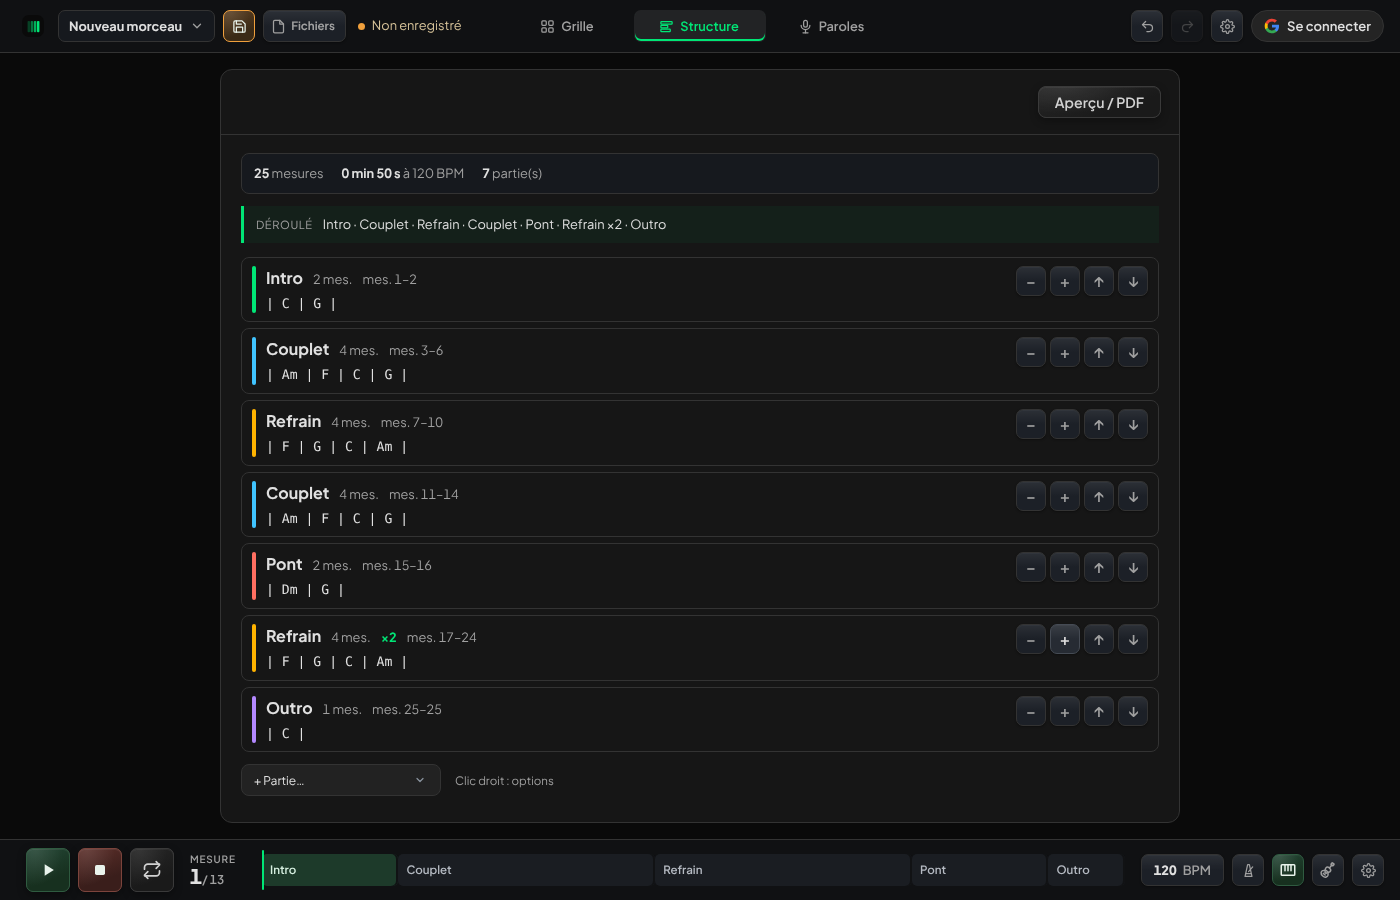 Nouveau morceau Fichiers Non enregistré Grille Structure Paroles Se connecter
Aperçu / PDF
25 mesures 0 min 50 s à 120 BPM 7 partie(s)
DÉROULÉ Intro · Couplet · Refrain · Couplet · Pont · Refrain ×2 · Outro
Intro 2 mes. mes. 1–2
| C | G |
Couplet 4 mes. mes. 3–6
| Am | F | C | G |
Refrain 4 mes. mes. 7–10
| F | G | C | Am |
Couplet 4 mes. mes. 11–14
| Am | F | C | G |
Pont 2 mes. mes. 15–16
| Dm | G |
Refrain 4 mes. ×2 mes. 17–24
| F | G | C | Am |
Outro 1 mes. mes. 25–25
| C |
+ Partie… Clic droit : options
MESURE
1/13 Intro Couplet Refrain Pont Outro 120 BPM